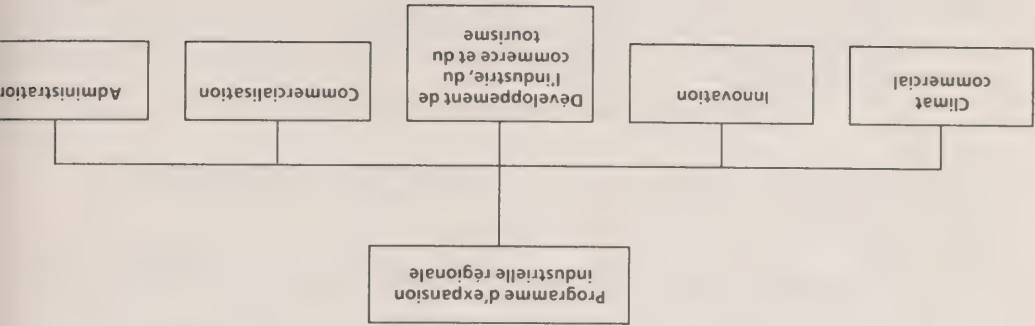 Programme d'expansion
industrielle régionale
Climat
commercial
Innovation
Développement de
l'industrie, du
commerce et du
tourisme
Commercialisation
Administration